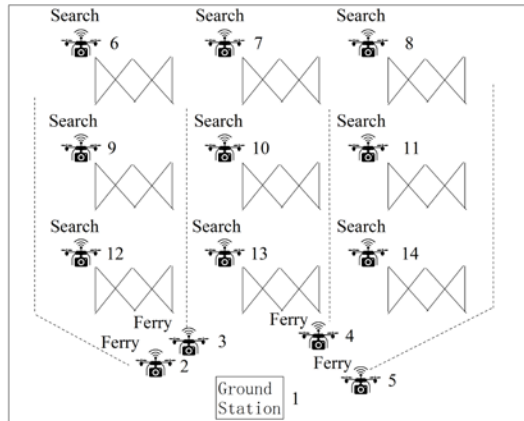 Search
6
Search
7
Search
8
Search
9
Search
10
Search
11
Search
12
Search
13
Search
14
Ferry
3
Ferry
2
Ferry
4
Ferry
5
Ground
Station
1